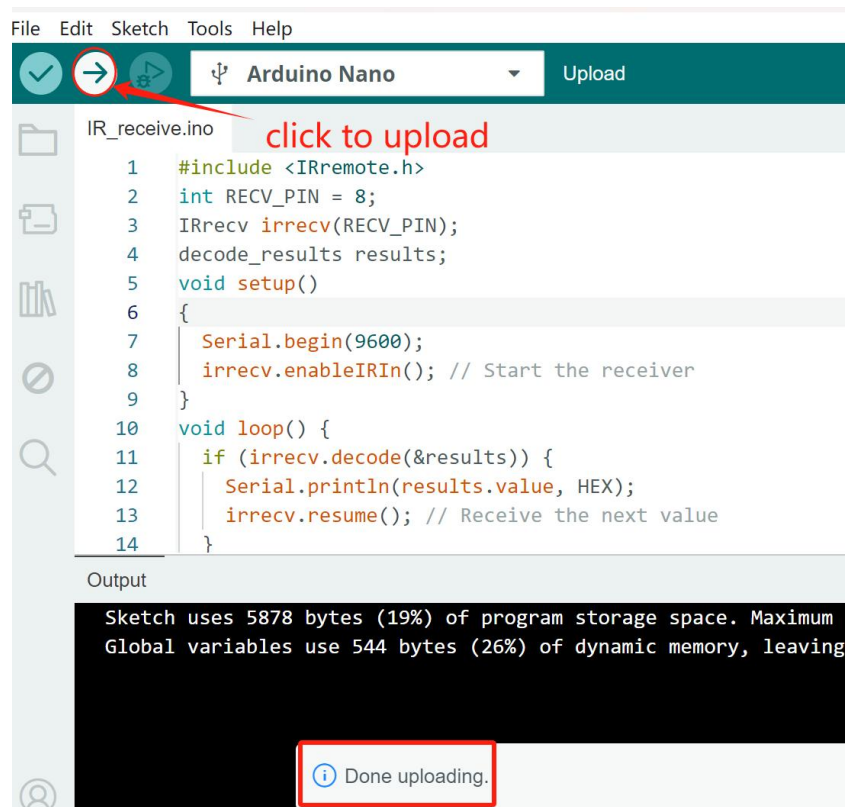 File Edit Sketch Tools Help
Arduino Nano
Upload
IR_receive.ino
click to upload
1 #include <IRremote.h>
2 int RECV_PIN = 8;
3 IRrecv irrecv(RECV_PIN);
4 decode_results results;
5 void setup()
6 {
7 Serial.begin(9600);
8 irrecv.enableIRIn(); // Start the receiver
9 }
10 void loop() {
11 if (irrecv.decode(&results)) {
12 Serial.println(results.value, HEX);
13 irrecv.resume(); // Receive the next value
14 }
Output
Sketch uses 5878 bytes (19%) of program storage space. Maximum
Global variables use 544 bytes (26%) of dynamic memory, leaving
Done uploading.